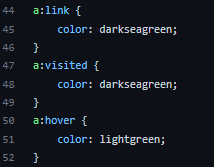 44 a:link {
45     color: darkseagreen;
46 }
47 a:visited {
48     color: darkseagreen;
49 }
50 a:hover {
51     color: lightgreen;
52 }